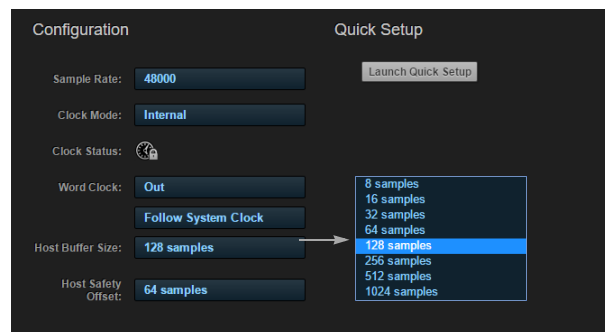 Configuration
Quick Setup
Sample Rate: 48000
Launch Quick Setup
Clock Mode: Internal
Clock Status:
Word Clock: Out
Follow System Clock
Host Buffer Size: 128 samples
Host Safety
Offset: 64 samples
8 samples
16 samples
32 samples
64 samples
128 samples
256 samples
512 samples
1024 samples